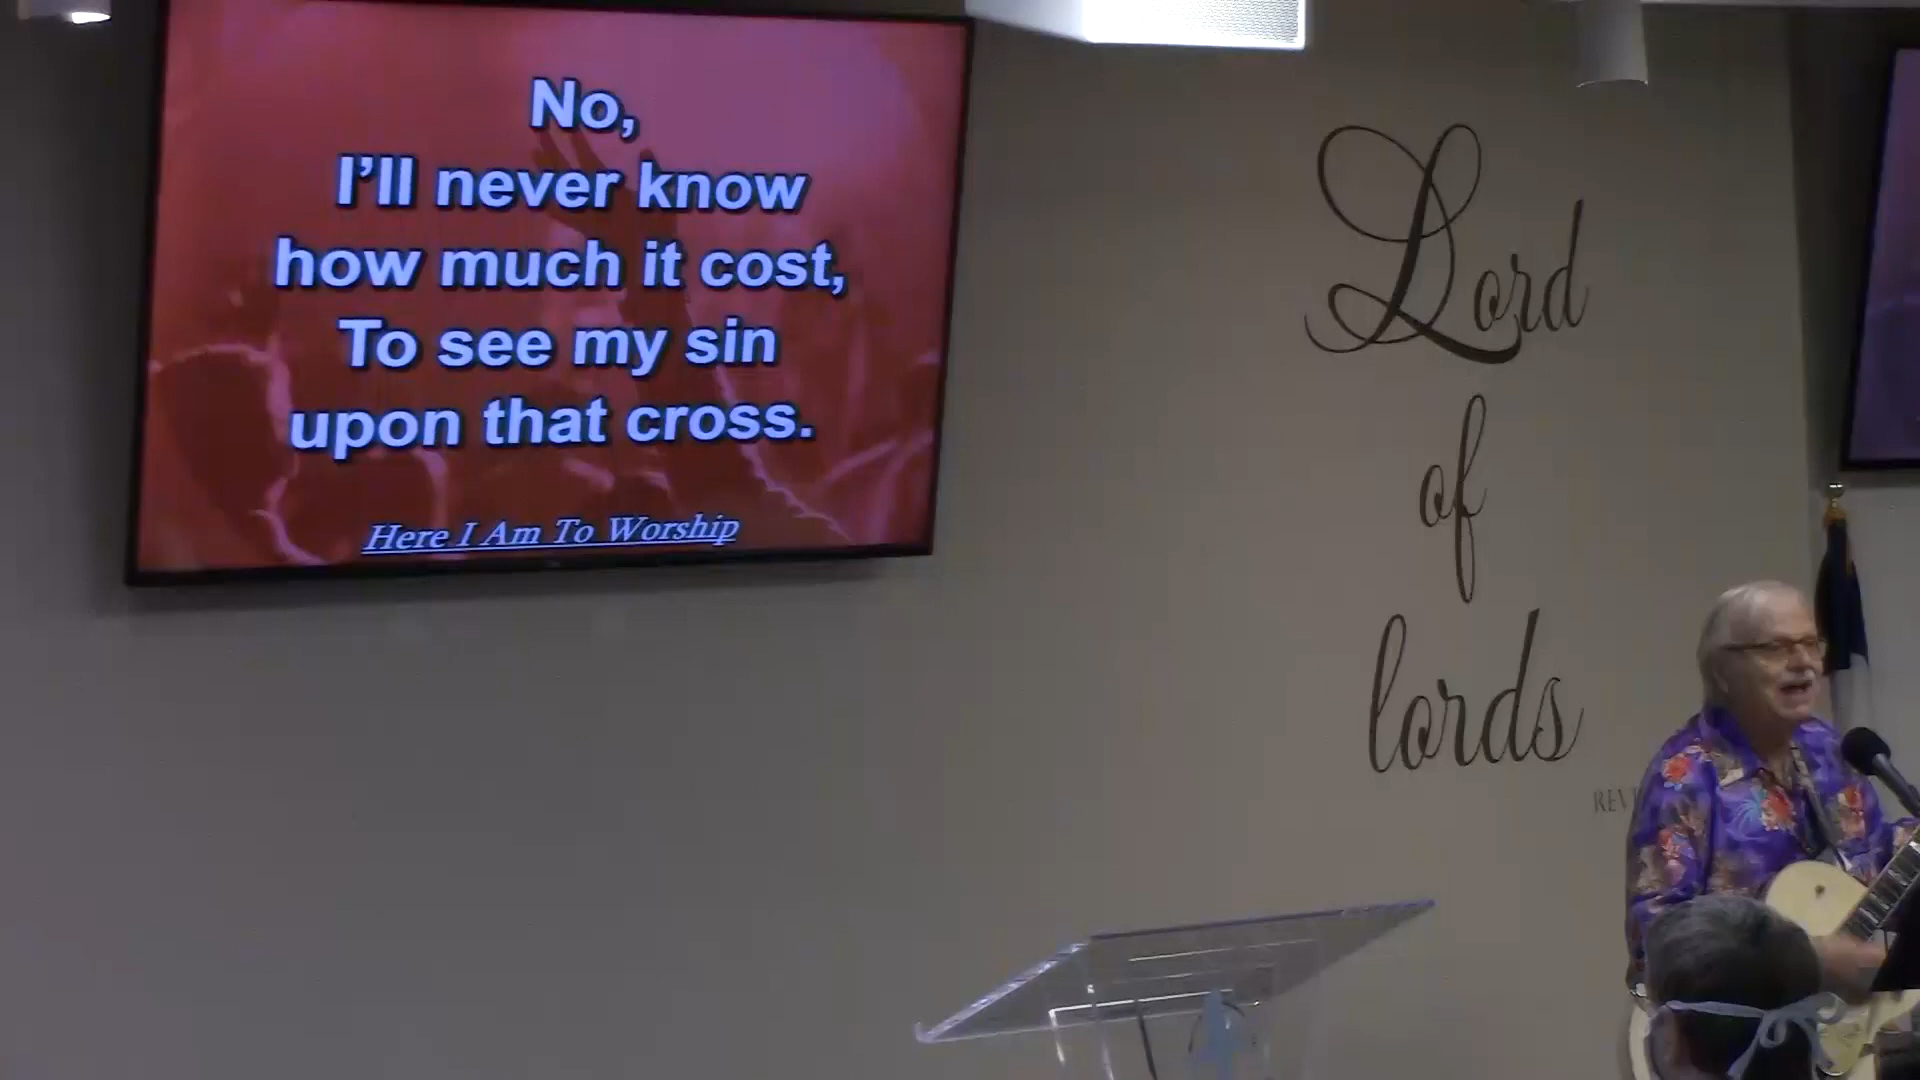 No,
I’ll never know
how much it cost,
To see my sin
upon that cross.
Here I Am To Worship
Lord
of
lords